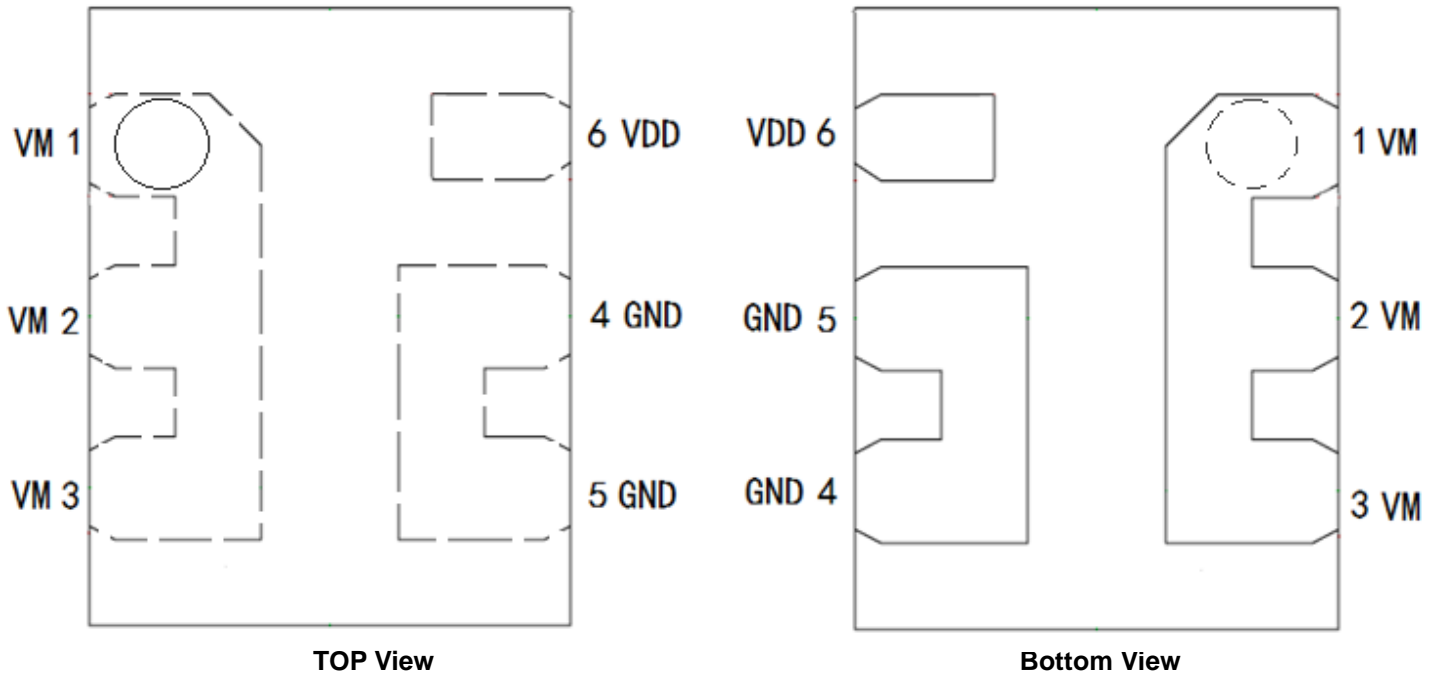 VM 1
6 VDD
VM 2
4 GND
VM 3
5 GND
TOP View
VDD 6
1 VM
GND 5
2 VM
GND 4
3 VM
Bottom View